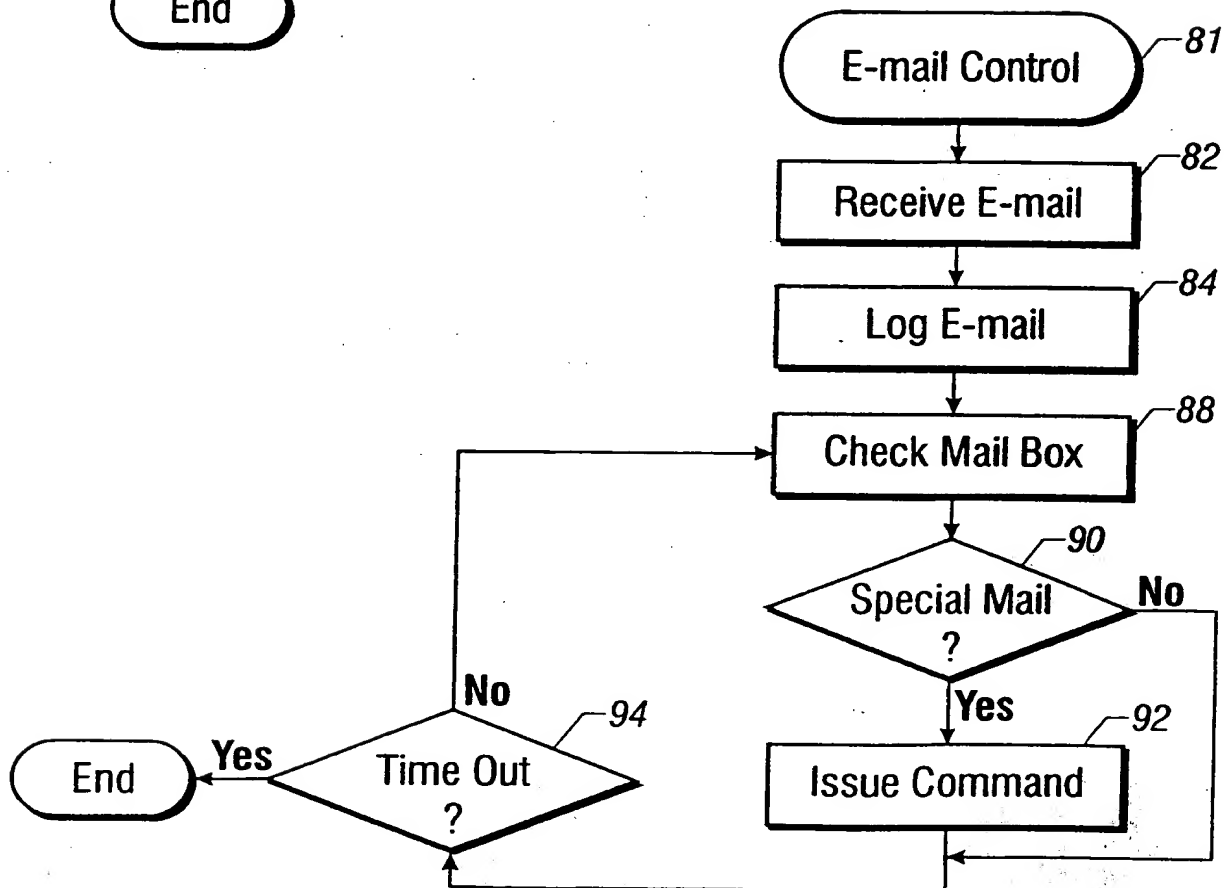 End
E-mail Control
81
Receive E-mail
82
Log E-mail
84
Check Mail Box
88
Special Mail
?
90
No
Yes
Issue Command
92
Time Out
?
94
No
Yes
End